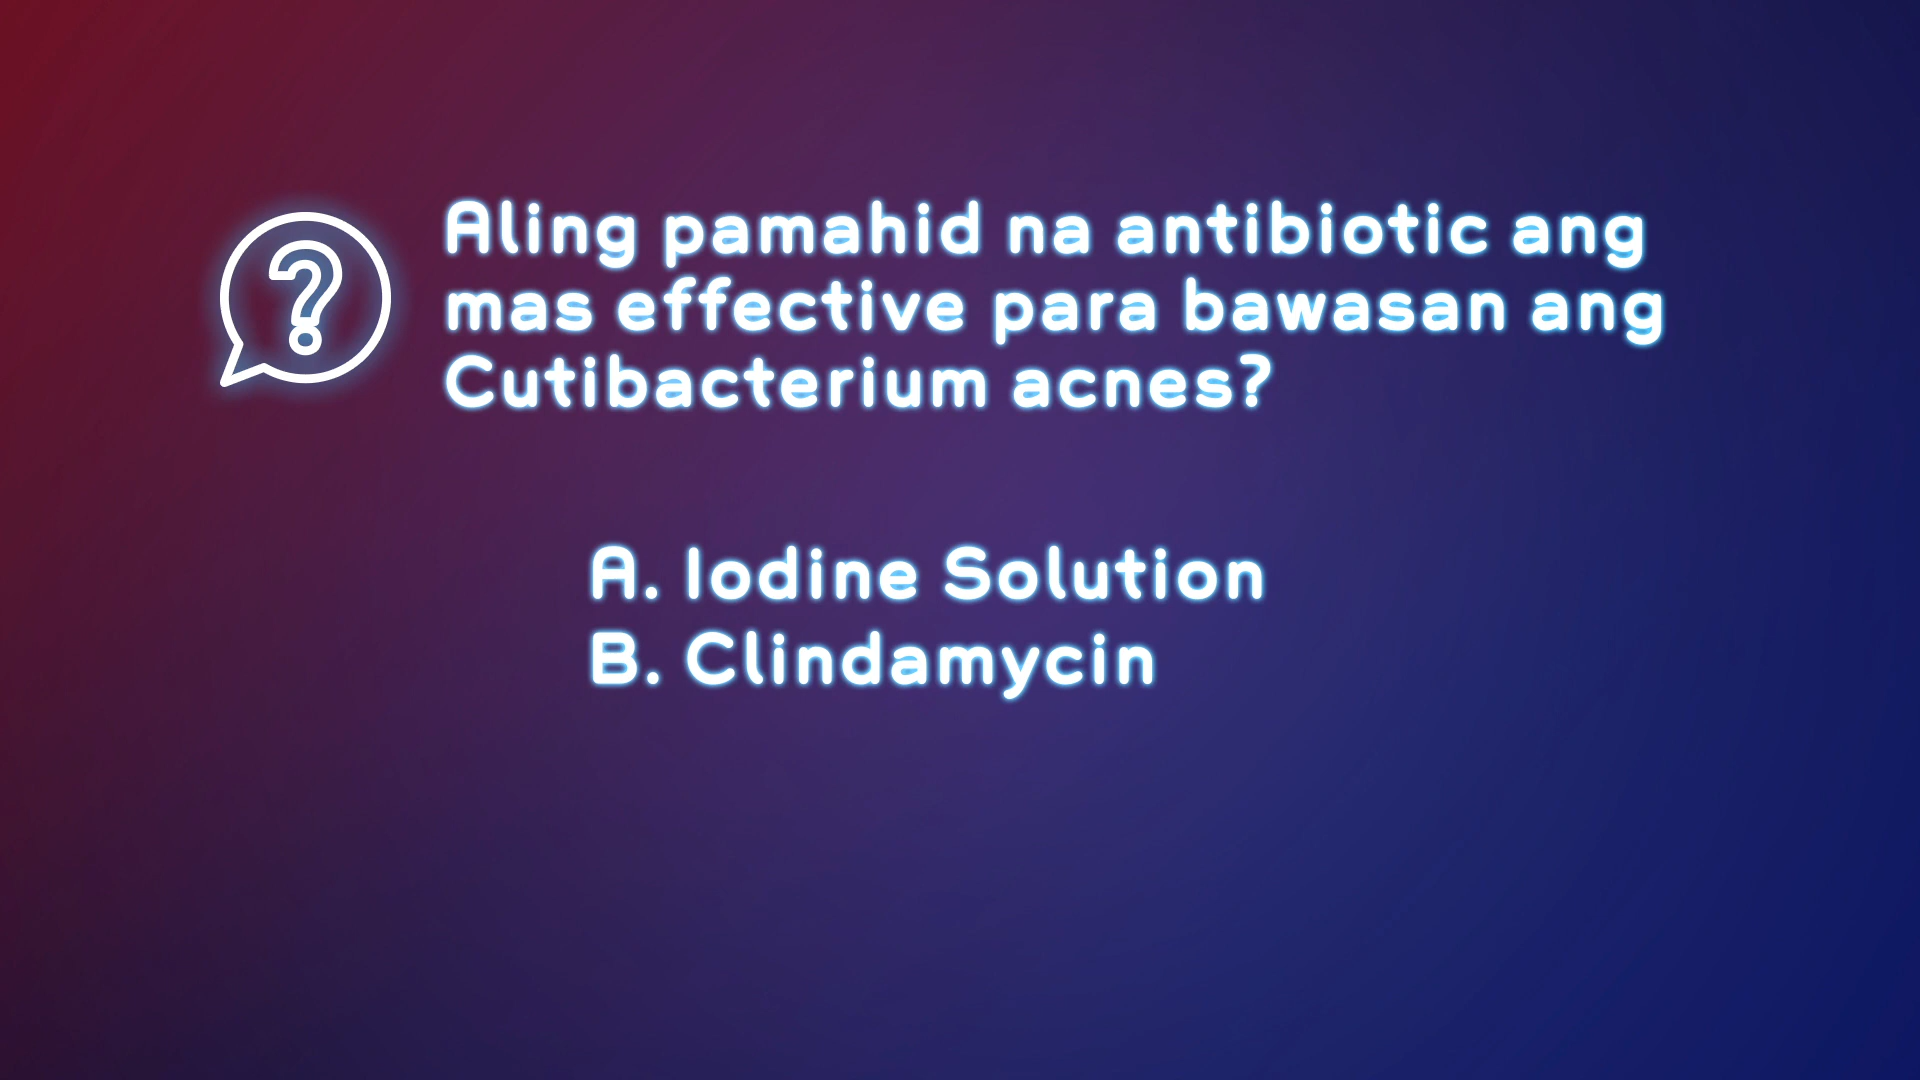 Aling pamahid na antibiotic ang
mas effective para bawasan ang
Cutibacterium acnes?
A. Iodine Solution
B. Clindamycin